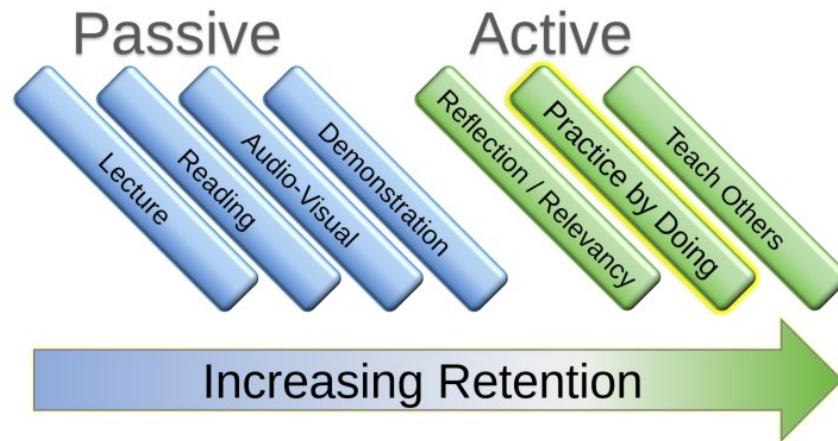 Passive
Active
Lecture
Reading
Audio-Visual
Demonstration
Reflection / Relevancy
Practice by Doing
Teach Others
Increasing Retention